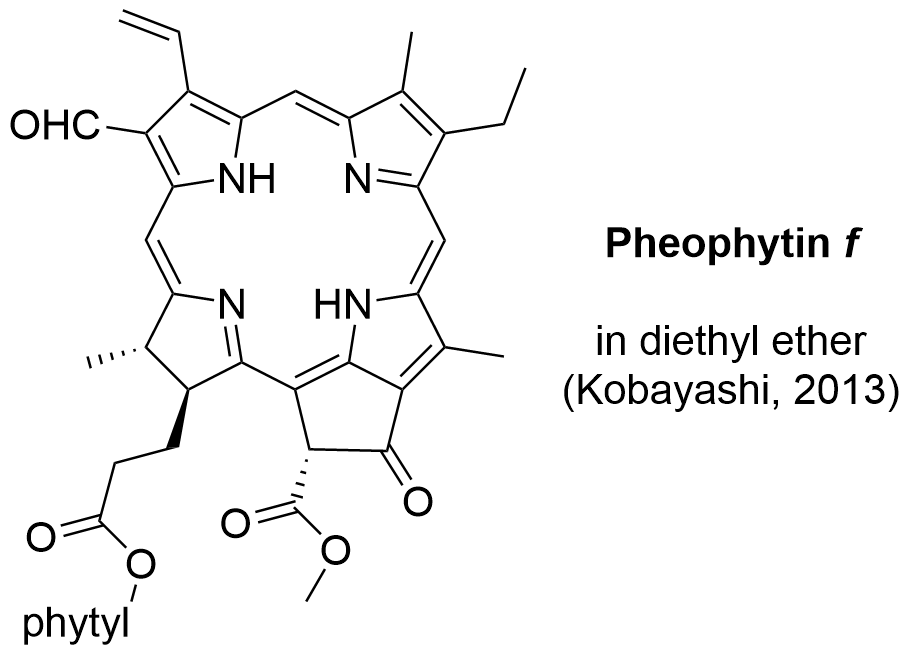 OHC
NH
N
N
HN
Pheophytin f
in diethyl ether
(Kobayashi, 2013)
O
O
O
O
O
phytyl